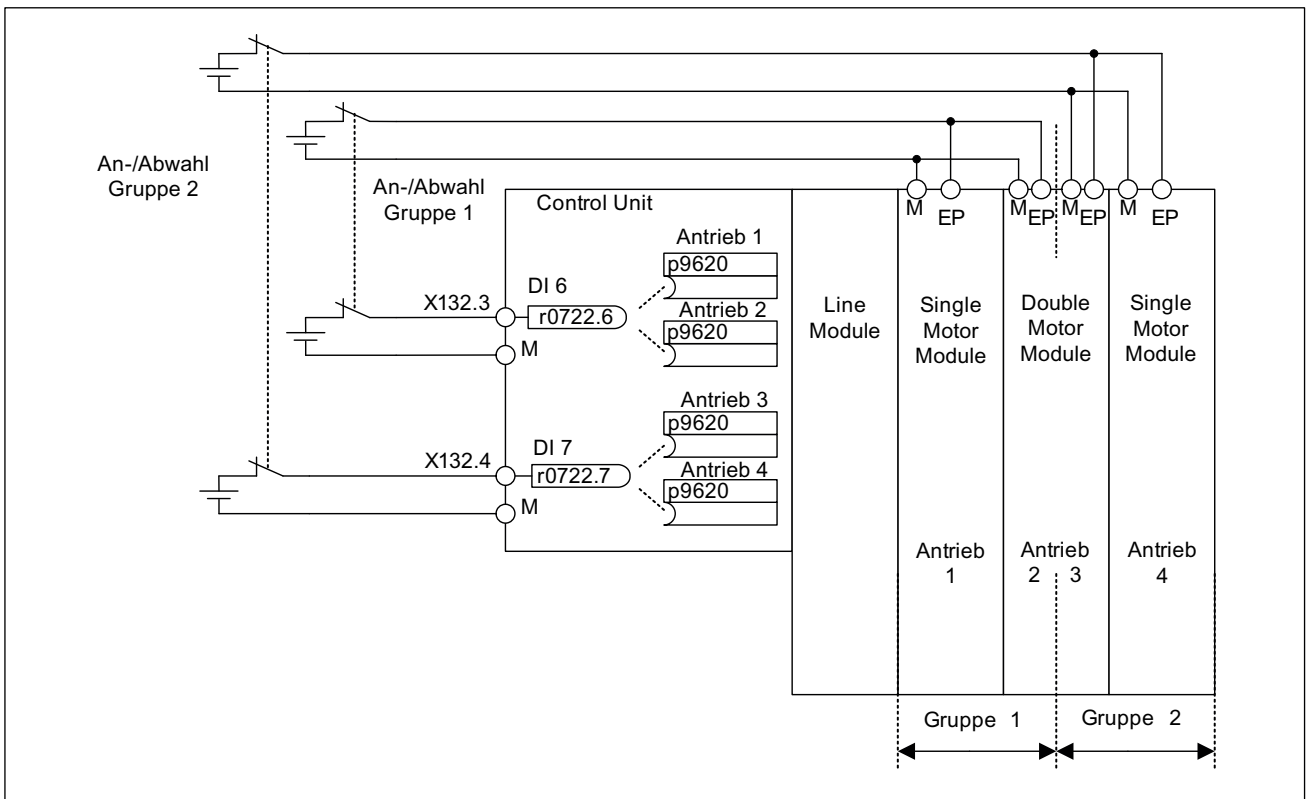 An-/Abwahl
Gruppe 2
An-/Abwahl
Gruppe 1
Control Unit
Antrieb 1
p9620
DI 6
X132.3
r0722.6
Antrieb 2
p9620
M
Antrieb 3
p9620
DI 7
X132.4
r0722.7
Antrieb 4
p9620
M
M
EP
M
EP
M
EP
M
EP
Line
Module
Single
Motor
Module
Double
Motor
Module
Single
Motor
Module
Antrieb
1
Antrieb
2 3
Antrieb
4
Gruppe 1
Gruppe 2